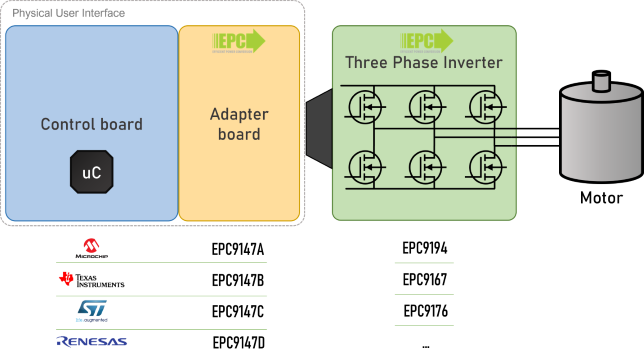 Physical User Interface
EPC
EPC
Three Phase Inverter
Control board
Adapter
board
uC
Motor
MICROCHIP
EPC9147A
EPC9194
TEXAS
INSTRUMENTS
EPC9147B
EPC9167
ST
life.augmented
EPC9147C
EPC9176
RENESAS
EPC9147D
...